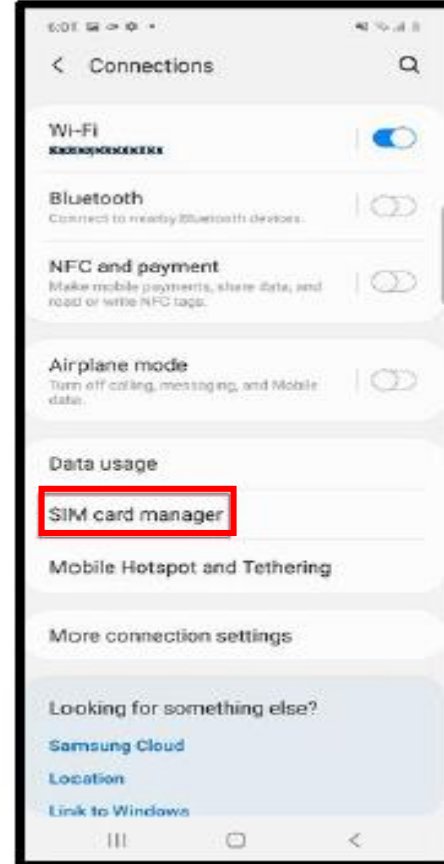 6:01
Connections
Wi-Fi
Bluetooth
Connect to nearby Bluetooth devices.
NFC and payment
Make mobile payments, share data, and
read or write NFC tags.
Airplane mode
Turn off calling, messaging, and Mobile
data.
Data usage
SIM card manager
Mobile Hotspot and Tethering
More connection settings
Looking for something else?
Samsung Cloud
Location
Link to Windows